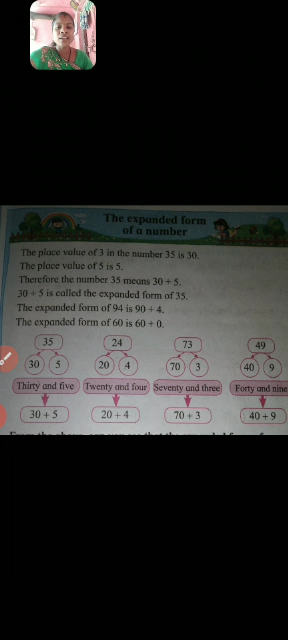 The expanded form
of a number
The place value of 3 in the number 35 is 30.
The place value of 5 is 5.
Therefore the number 35 means 30 + 5.
30 + 5 is called the expanded form of 35.
The expanded form of 94 is 90 + 4.
The expanded form of 60 is 60 + 0.
35 24 73 49
30 5 20 4 70 3 40 9
Thirty and five Twenty and four Seventy and three Forty and nine
30 + 5 20 + 4 70 + 3 40 + 9